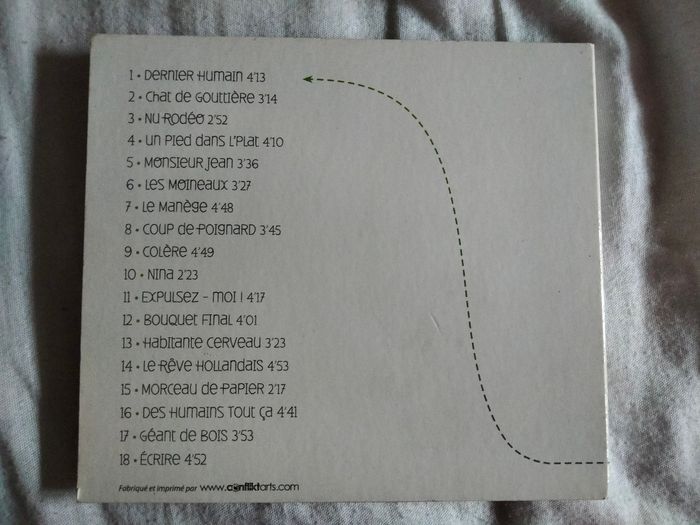 1 • Dernier Humain 4'13
2 • Chat de Gouttière 3'14
3 • Nu-Rodéo 2'52
4 • Un Pied dans l'Plat 4'10
5 • Monsieur Jean 3'36
6 • Les Moineaux 3'27
7 • Le Manège 4'48
8 • Coup de Poignard 3'45
9 • Colère 4'49
10 • Nina 2'23
11 • Expulsez - moi ! 4'17
12 • Bouquet Final 4'01
13 • Habitante Cerveau 3'23
14 • Le Rêve Hollandais 4'53
15 • Morceau de Papier 2'17
16 • Des Humains Tout ça 4'41
17 • Géant de Bois 3'53
18 • Écrire 4'52
Fabriqué et imprimé par www.confliktarts.com